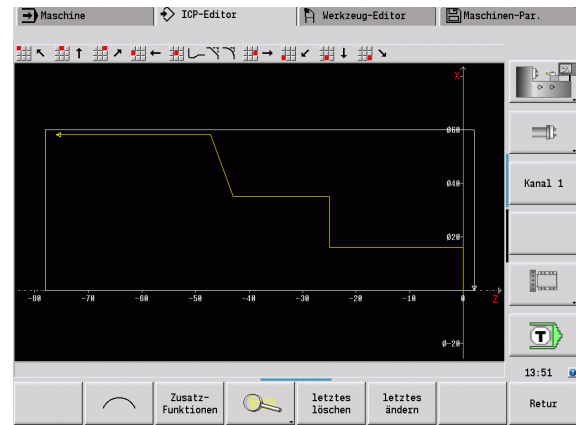 Maschine
ICP-Editor
Werkzeug-Editor
Maschinen-Par.
X
Ø60
Ø40
Ø20
-80 -70 -60 -50 -40 -30 -20 -10 0 Z
Ø-20
Kanal 1
T
13:51
Zusatz-
Funktionen
letztes
löschen
letztes
ändern
Retur